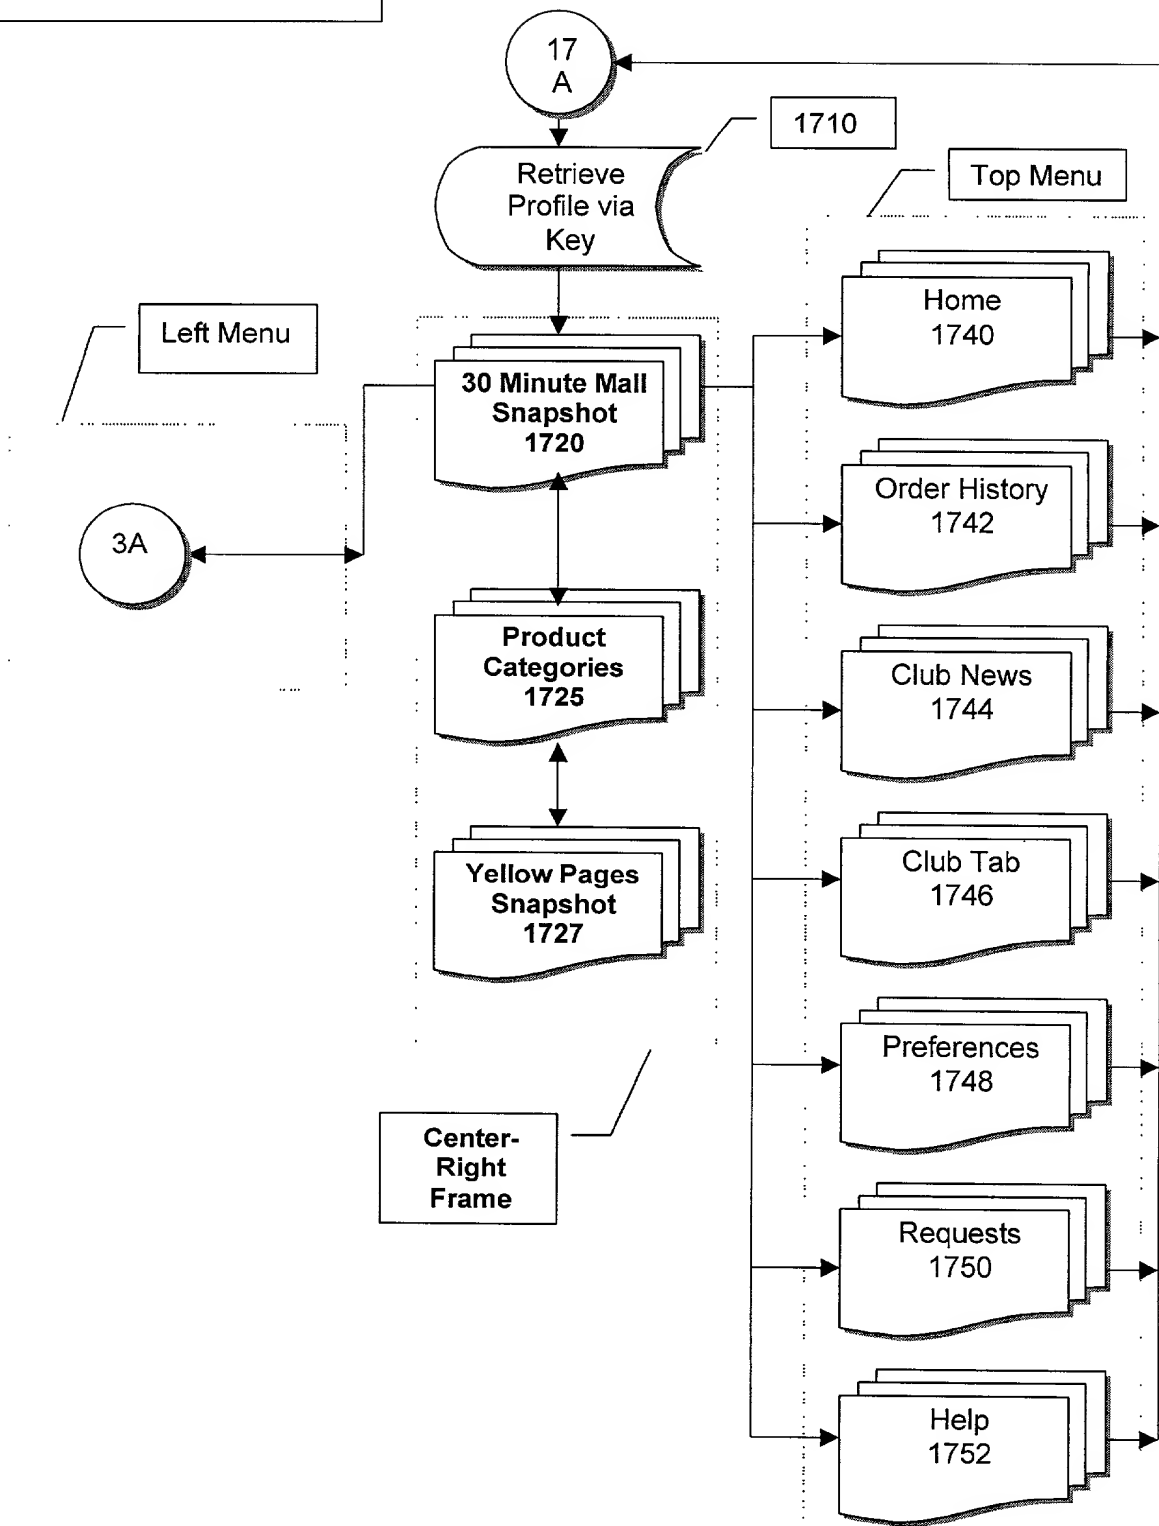 17
A
1710
Retrieve
Profile via
Key
Top Menu
Left Menu
30 Minute Mall
Snapshot
1720
Home
1740
Order History
1742
3A
Product
Categories
1725
Club News
1744
Yellow Pages
Snapshot
1727
Club Tab
1746
Preferences
1748
Center-
Right
Frame
Requests
1750
Help
1752